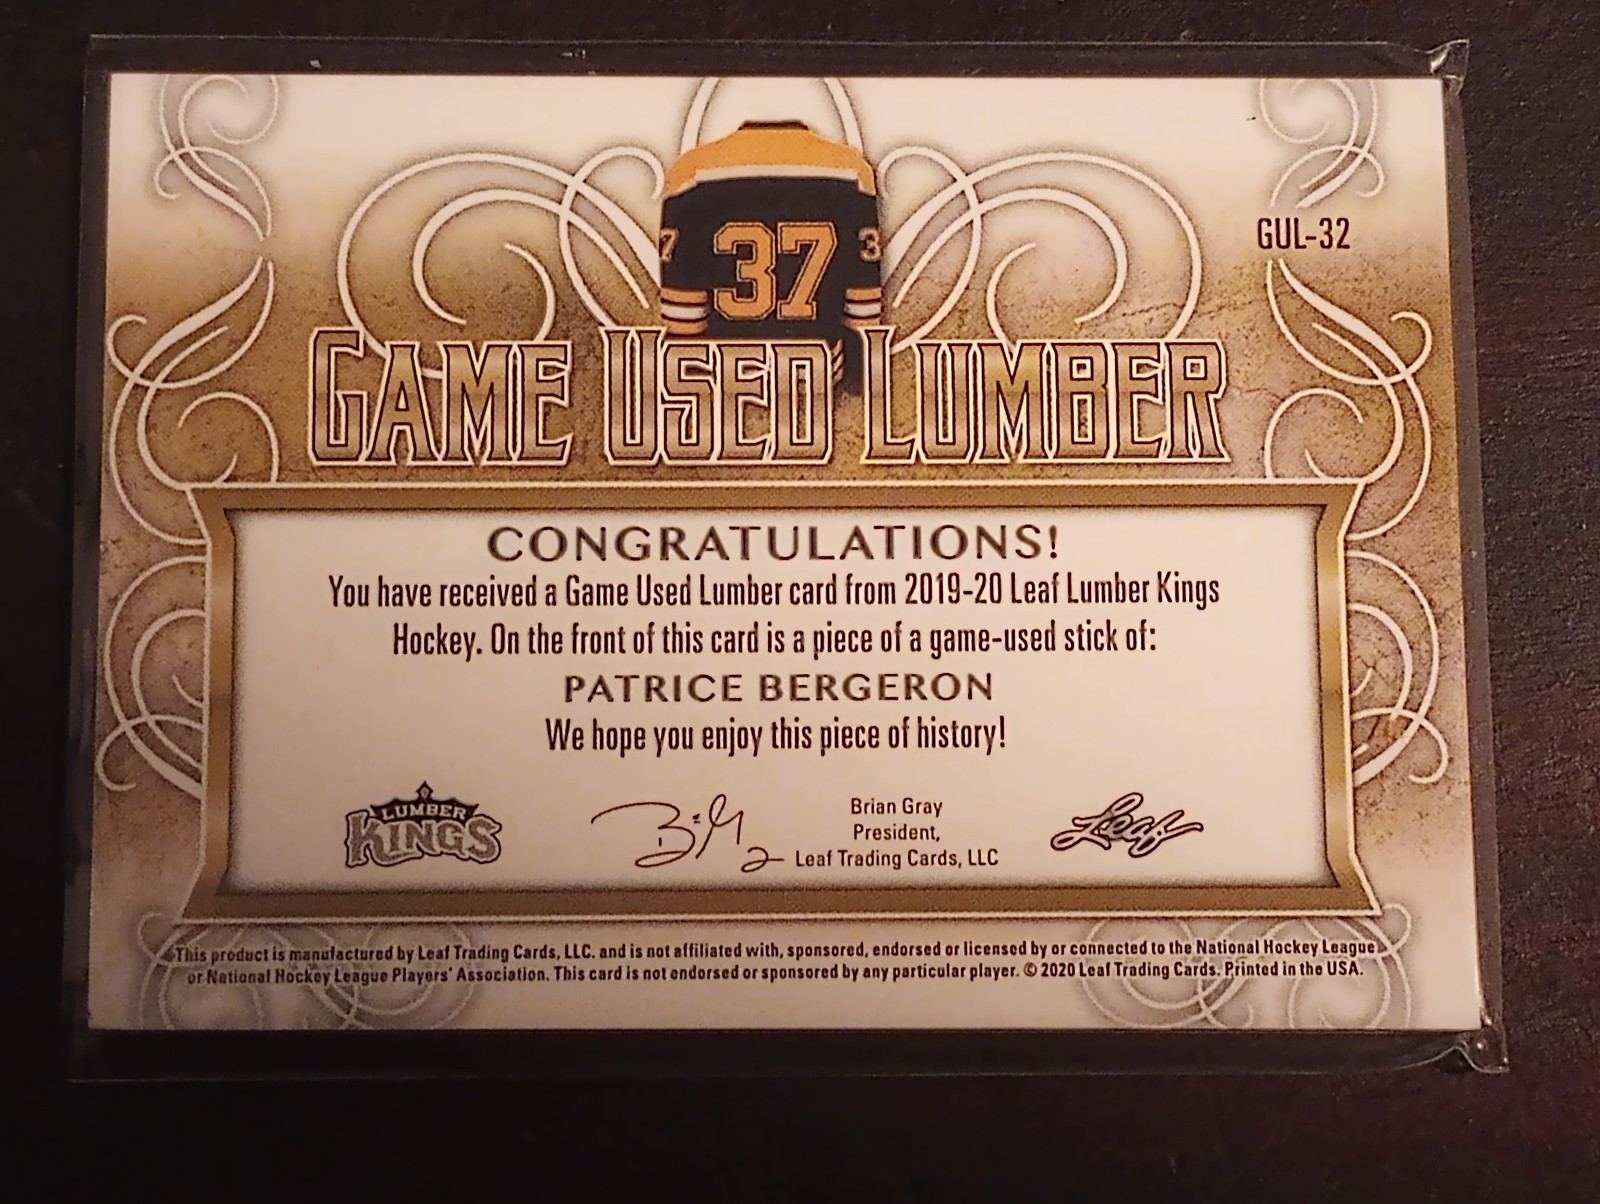 7 37 3
GUL-32
GAME USED LUMBER
CONGRATULATIONS!
You have received a Game Used Lumber card from 2019-20 Leaf Lumber Kings
Hockey. On the front of this card is a piece of a game-used stick of:
PATRICE BERGERON
We hope you enjoy this piece of history!
LUMBER
KINGS
Brian Gray
President,
Leaf Trading Cards, LLC
Leaf
This product is manufactured by Leaf Trading Cards, LLC. and is not affiliated with, sponsored, endorsed or licensed by or connected to the National Hockey League
or National Hockey League Players' Association. This card is not endorsed or sponsored by any particular player. © 2020 Leaf Trading Cards. Printed in the USA.